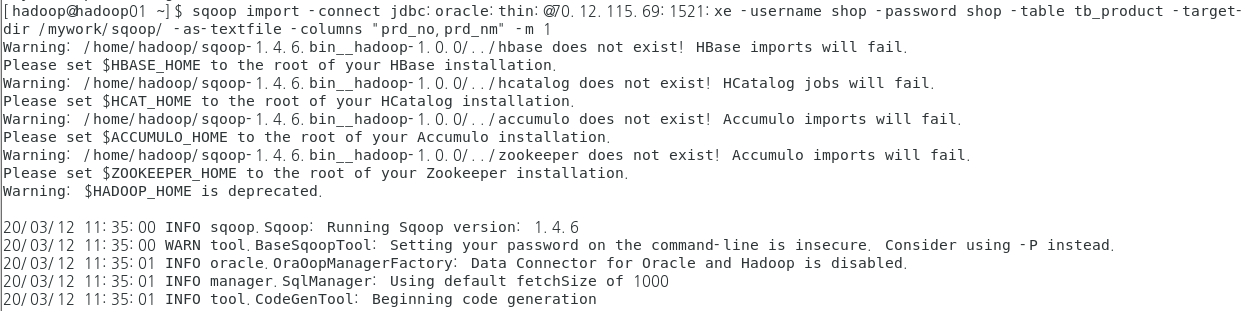 [hadoop@hadoop01 ~]$ sqoop import -connect jdbc:oracle:thin:@70.12.115.69:1521:xe -username shop -password shop -table tb_product -target-
dir /mywork/sqoop/ -as-textfile -columns "prd_no,prd_nm" -m 1
Warning: /home/hadoop/sqoop-1.4.6.bin__hadoop-1.0.0/../hbase does not exist! HBase imports will fail.
Please set $HBASE_HOME to the root of your HBase installation.
Warning: /home/hadoop/sqoop-1.4.6.bin__hadoop-1.0.0/../hcatalog does not exist! HCatalog jobs will fail.
Please set $HCAT_HOME to the root of your HCatalog installation.
Warning: /home/hadoop/sqoop-1.4.6.bin__hadoop-1.0.0/../accumulo does not exist! Accumulo imports will fail.
Please set $ACCUMULO_HOME to the root of your Accumulo installation.
Warning: /home/hadoop/sqoop-1.4.6.bin__hadoop-1.0.0/../zookeeper does not exist! Accumulo imports will fail.
Please set $ZOOKEEPER_HOME to the root of your Zookeeper installation.
Warning: $HADOOP_HOME is deprecated.
20/03/12 11:35:00 INFO sqoop.Sqoop: Running Sqoop version: 1.4.6
20/03/12 11:35:00 WARN tool.BaseSqoopTool: Setting your password on the command-line is insecure. Consider using -P instead.
20/03/12 11:35:01 INFO oracle.OraOopManagerFactory: Data Connector for Oracle and Hadoop is disabled.
20/03/12 11:35:01 INFO manager.SqlManager: Using default fetchSize of 1000
20/03/12 11:35:01 INFO tool.CodeGenTool: Beginning code generation